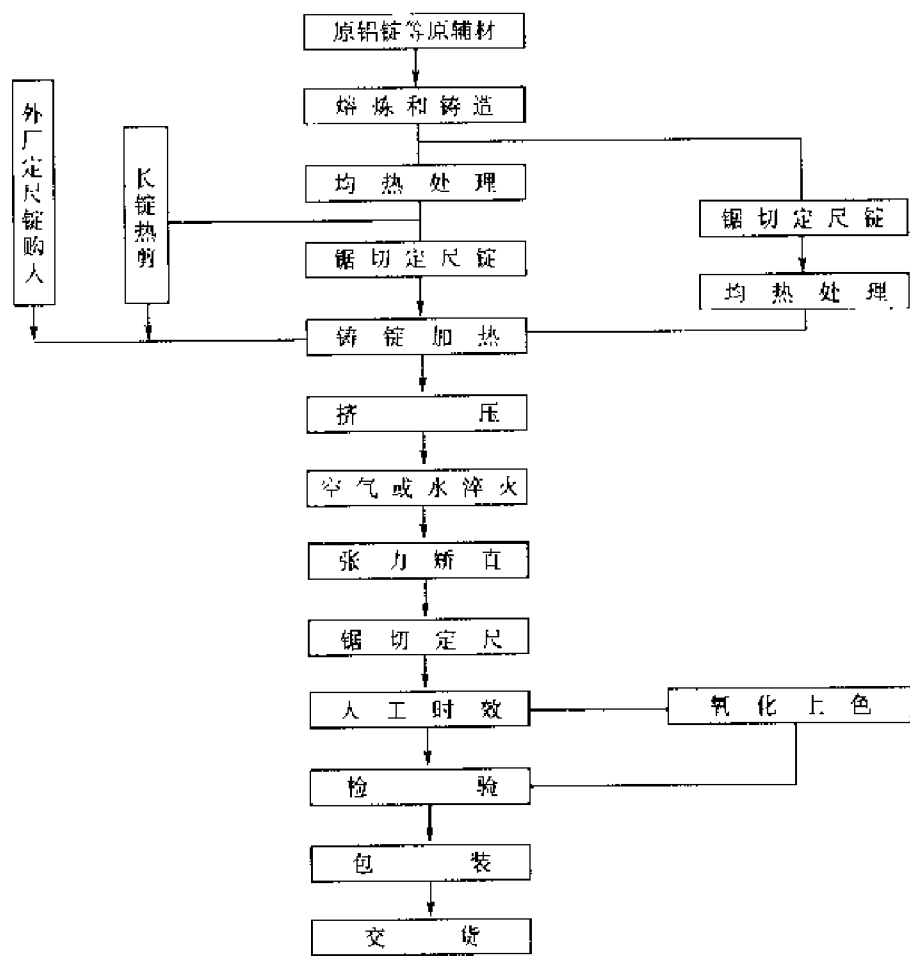 原铝锭等原辅材
熔炼和铸造
外厂定尺锭购入
长锭热剪
均热处理
锯切定尺锭
锯切定尺锭
均热处理
铸锭加热
挤压
空气或水淬火
张力矫直
锯切定尺
人工时效
氧化上色
检验
包装
交货